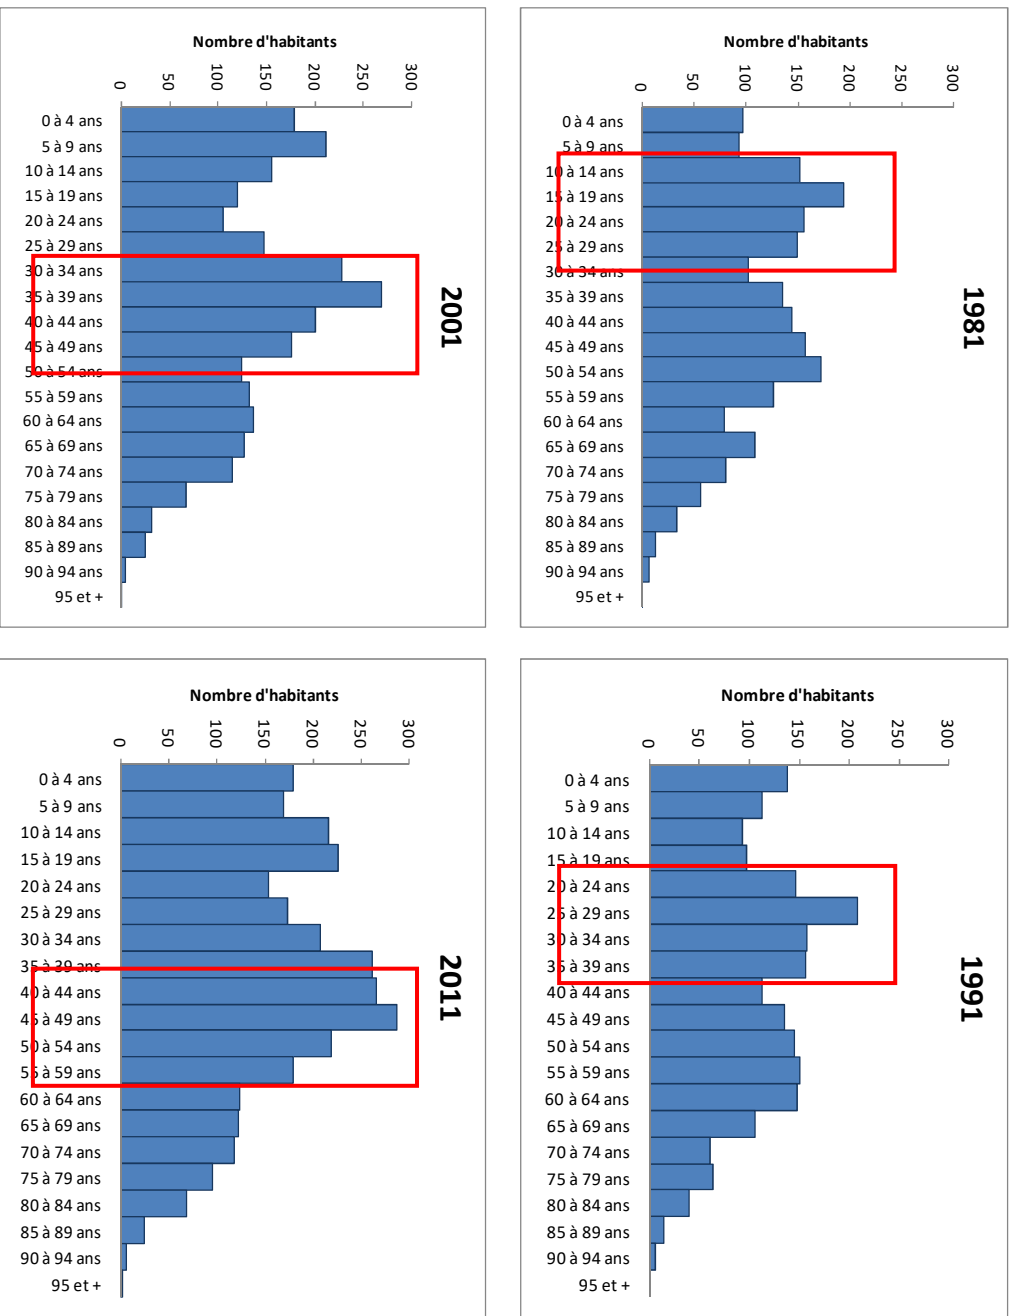 Nombre d'habitants
0
50
100
150
200
250
300
0 à 4 ans
5 à 9 ans
10 à 14 ans
15 à 19 ans
20 à 24 ans
25 à 29 ans
30 à 34 ans
35 à 39 ans
40 à 44 ans
45 à 49 ans
50 à 54 ans
55 à 59 ans
60 à 64 ans
65 à 69 ans
70 à 74 ans
75 à 79 ans
80 à 84 ans
85 à 89 ans
90 à 94 ans
95 et +
2001
Nombre d'habitants
0
50
100
150
200
250
300
0 à 4 ans
5 à 9 ans
10 à 14 ans
15 à 19 ans
20 à 24 ans
25 à 29 ans
30 à 34 ans
35 à 39 ans
40 à 44 ans
45 à 49 ans
50 à 54 ans
55 à 59 ans
60 à 64 ans
65 à 69 ans
70 à 74 ans
75 à 79 ans
80 à 84 ans
85 à 89 ans
90 à 94 ans
95 et +
1981
Nombre d'habitants
0
50
100
150
200
250
300
0 à 4 ans
5 à 9 ans
10 à 14 ans
15 à 19 ans
20 à 24 ans
25 à 29 ans
30 à 34 ans
35 à 39 ans
40 à 44 ans
45 à 49 ans
50 à 54 ans
55 à 59 ans
60 à 64 ans
65 à 69 ans
70 à 74 ans
75 à 79 ans
80 à 84 ans
85 à 89 ans
90 à 94 ans
95 et +
2011
Nombre d'habitants
0
50
100
150
200
250
300
0 à 4 ans
5 à 9 ans
10 à 14 ans
15 à 19 ans
20 à 24 ans
25 à 29 ans
30 à 34 ans
35 à 39 ans
40 à 44 ans
45 à 49 ans
50 à 54 ans
55 à 59 ans
60 à 64 ans
65 à 69 ans
70 à 74 ans
75 à 79 ans
80 à 84 ans
85 à 89 ans
90 à 94 ans
95 et +
1991